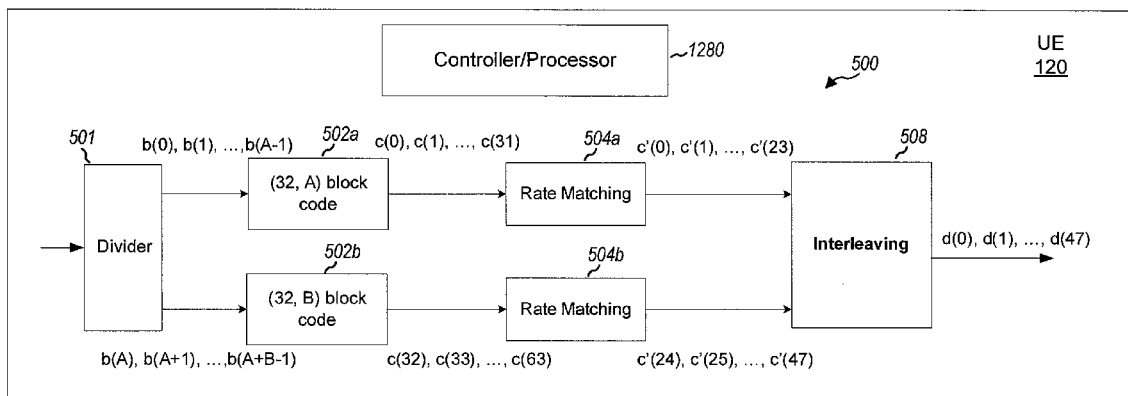 Controller/Processor
1280
500
UE
120
501
b(0), b(1), ...,b(A-1)
502a
c(0), c(1), ..., c(31)
504a
c'(0), c'(1), ..., c'(23)
508
Divider
(32, A) block
code
Rate Matching
Interleaving
d(0), d(1), ..., d(47)
502b
(32, B) block
code
504b
Rate Matching
b(A), b(A+1), ...,b(A+B-1)
c(32), c(33), ..., c(63)
c'(24), c'(25), ..., c'(47)